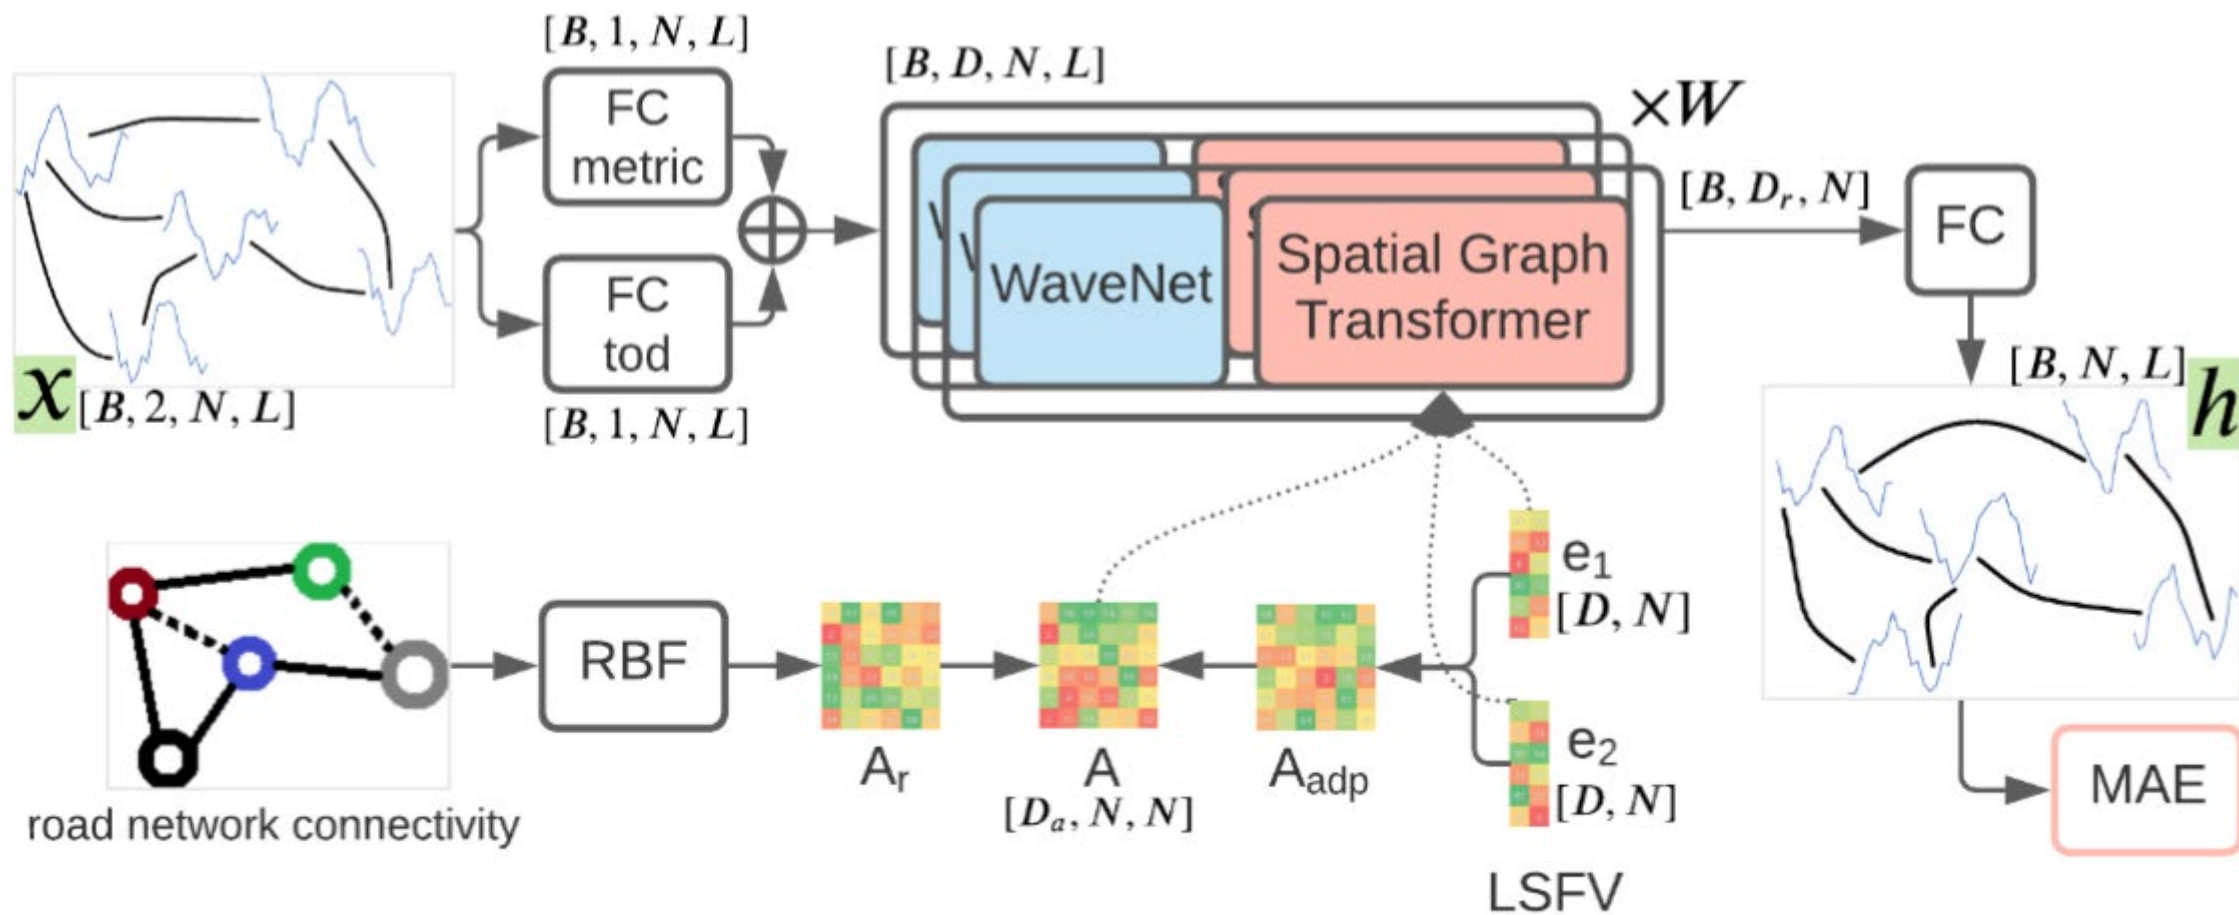 [B, 1, N, L]
FC
metric
FC
tod
[B, 1, N, L]
x
[B, 2, N, L]
[B, D, N, L]
×W
WaveNet
Spatial Graph
Transformer
[B, Dᵣ, N]
FC
[B, N, L]
h
MAE
road network connectivity
RBF
Aᵣ
A
[Dₐ, N, N]
Aadp
e₁
[D, N]
e₂
[D, N]
LSFV